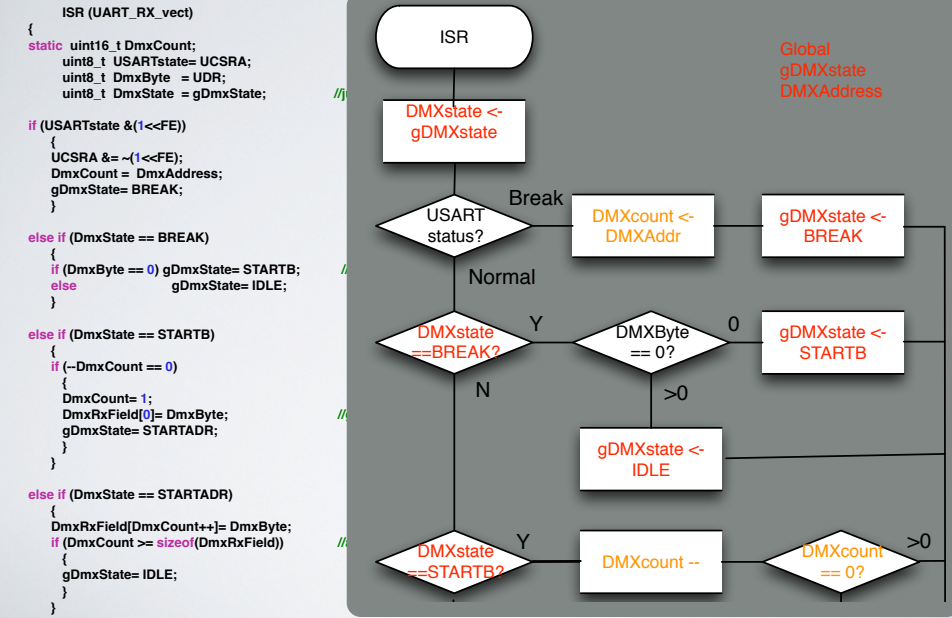 ISR (UART_RX_vect)
{
static uint16_t DmxCount;
uint8_t USARTstate= UCSRA;
uint8_t DmxByte = UDR;
uint8_t DmxState = gDmxState; //
if (USARTstate &(1<<FE))
{
UCSRA &= ~(1<<FE);
DmxCount = DmxAddress;
gDmxState= BREAK;
}
else if (DmxState == BREAK)
{
if (DmxByte == 0) gDmxState= STARTB; //
else gDmxState= IDLE;
}
else if (DmxState == STARTB)
{
if (--DmxCount == 0)
{
DmxCount= 1;
DmxRxField[0]= DmxByte; //
gDmxState= STARTADR;
}
}
else if (DmxState == STARTADR)
{
DmxRxField[DmxCount++]= DmxByte;
if (DmxCount >= sizeof(DmxRxField)) //
{
gDmxState= IDLE;
}
}
ISR
Global
gDMXstate
DMXAddress
DMXstate <-
gDMXstate
USART
status?
Break
DMXcount <-
DMXAddr
gDMXstate <-
BREAK
Normal
DMXstate
==BREAK?
Y
DMXByte
== 0?
0
gDMXstate <-
STARTB
N
>0
gDMXstate <-
IDLE
DMXstate
==STARTB?
Y
DMXcount --
DMXcount
== 0?
>0